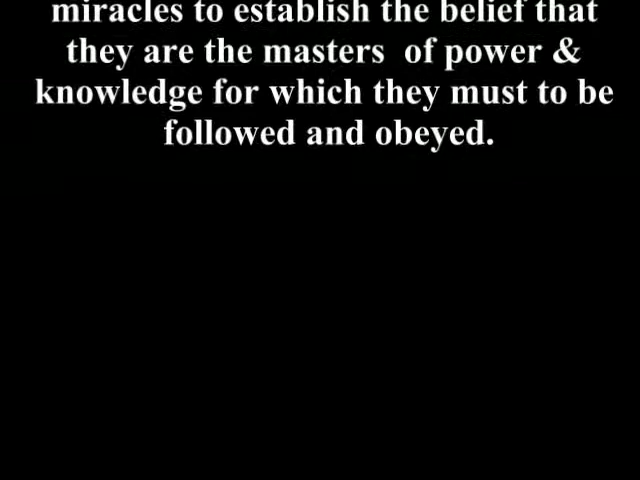 miracles to establish the belief that
they are the masters of power &
knowledge for which they must to be
followed and obeyed.